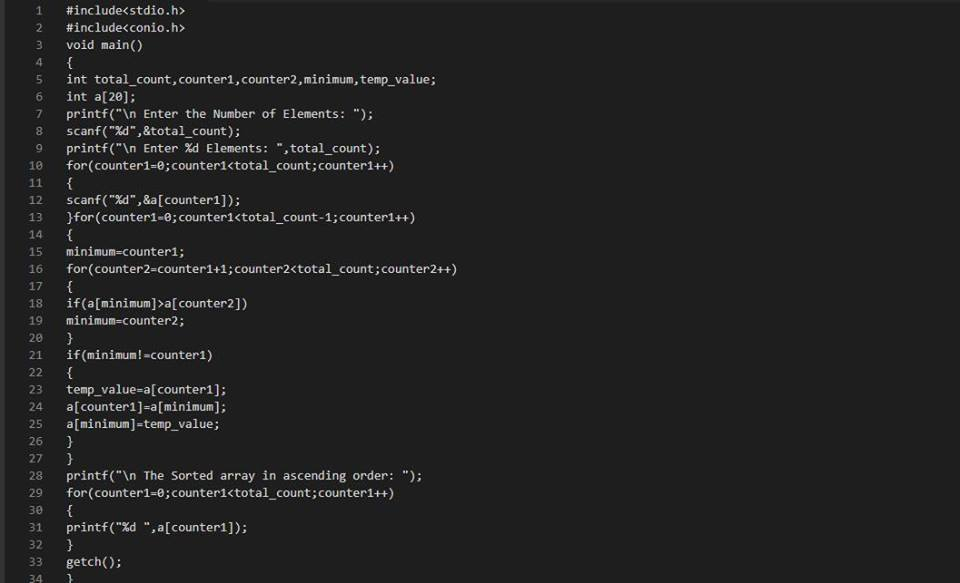 1 #include<stdio.h>
2 #include<conio.h>
3 void main()
4 {
5 int total_count,counter1,counter2,minimum,temp_value;
6 int a[20];
7 printf("\n Enter the Number of Elements: ");
8 scanf("%d",&total_count);
9 printf("\n Enter %d Elements: ",total_count);
10 for(counter1=0;counter1<total_count;counter1++)
11 {
12 scanf("%d",&a[counter1]);
13 }for(counter1=0;counter1<total_count-1;counter1++)
14 {
15 minimum=counter1;
16 for(counter2=counter1+1;counter2<total_count;counter2++)
17 {
18 if(a[minimum]>a[counter2])
19 minimum=counter2;
20 }
21 if(minimum!=counter1)
22 {
23 temp_value=a[counter1];
24 a[counter1]=a[minimum];
25 a[minimum]=temp_value;
26 }
27 }
28 printf("\n The Sorted array in ascending order: ");
29 for(counter1=0;counter1<total_count;counter1++)
30 {
31 printf("%d ",a[counter1]);
32 }
33 getch();
34 }